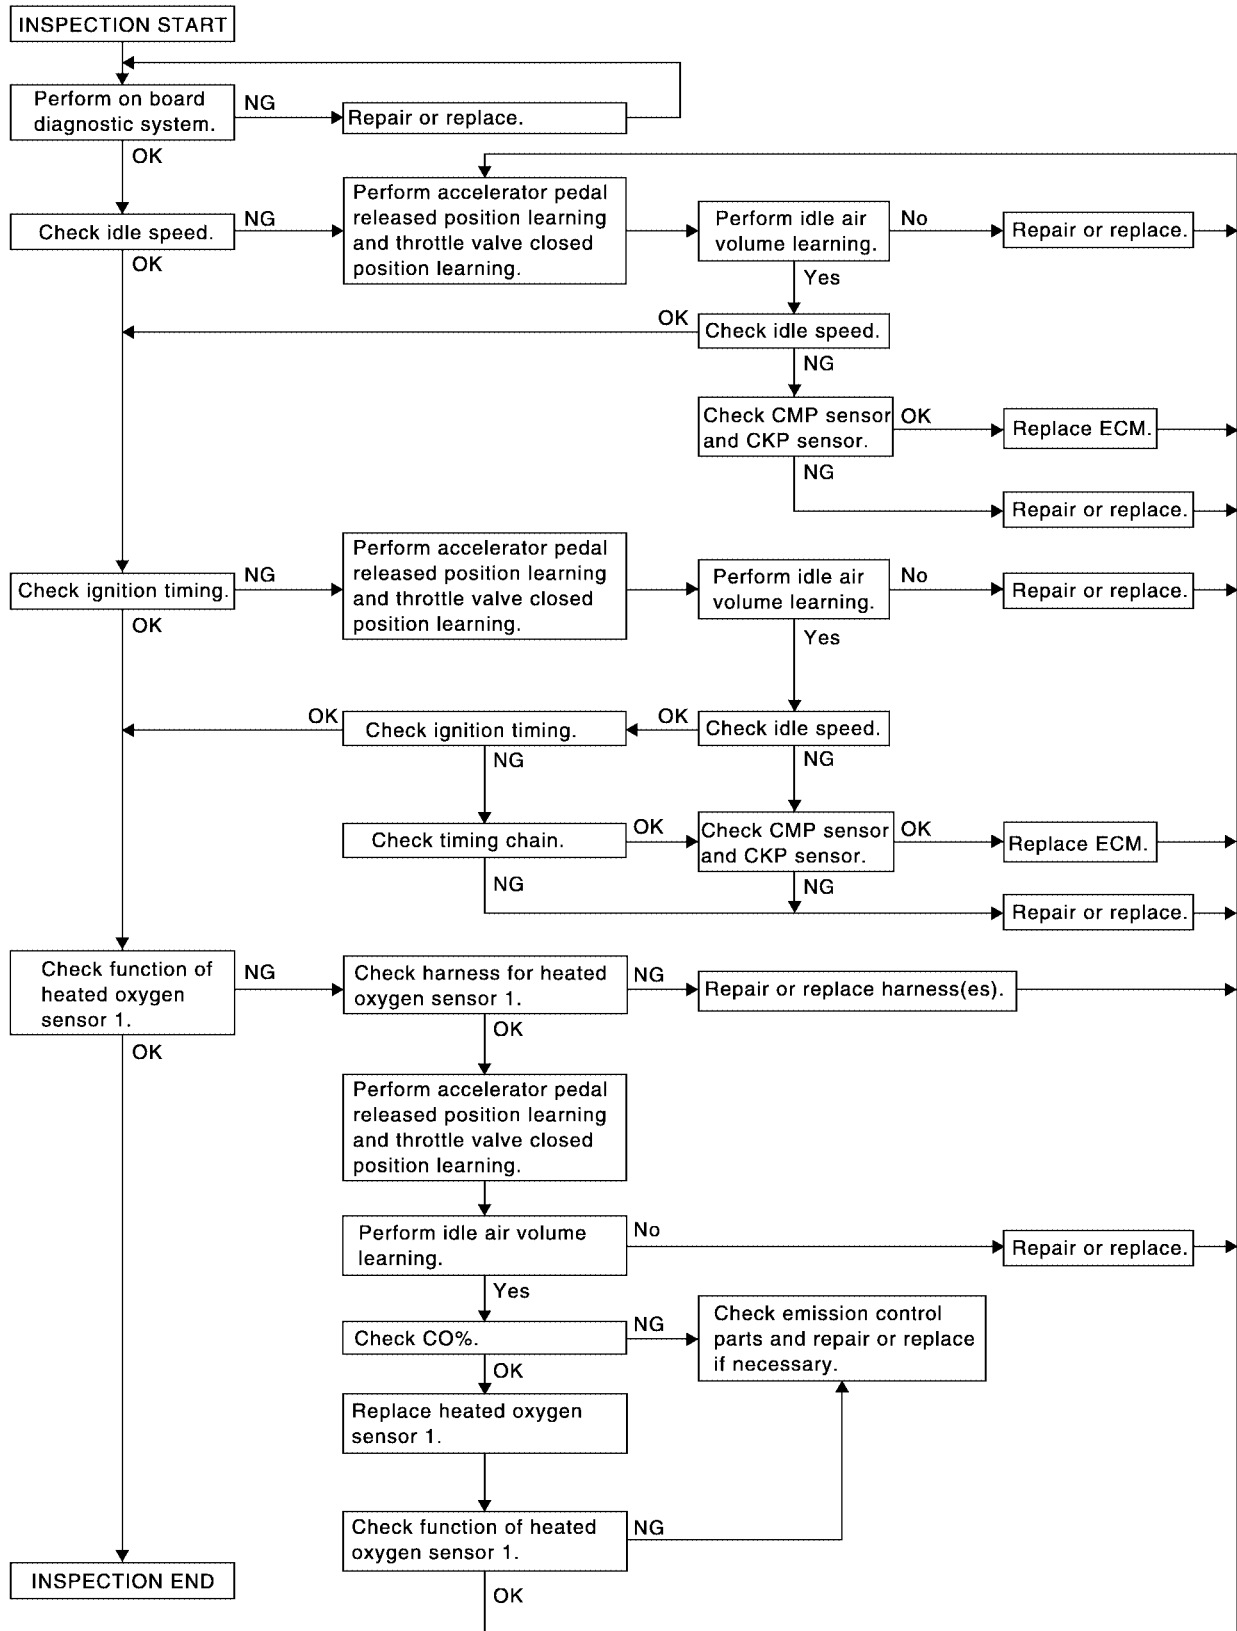 INSPECTION START
Perform on board
diagnostic system.
NG
Repair or replace.
OK
Check idle speed.
NG
Perform accelerator pedal
released position learning
and throttle valve closed
position learning.
Perform idle air
volume learning.
No
Repair or replace.
OK
Yes
OK
Check idle speed.
NG
Check CMP sensor
and CKP sensor.
OK
Replace ECM.
NG
Repair or replace.
Check ignition timing.
NG
Perform accelerator pedal
released position learning
and throttle valve closed
position learning.
Perform idle air
volume learning.
No
Repair or replace.
OK
Yes
OK
Check ignition timing.
OK
Check idle speed.
NG
NG
Check timing chain.
OK
Check CMP sensor
and CKP sensor.
OK
Replace ECM.
NG
NG
Repair or replace.
Check function of
heated oxygen
sensor 1.
NG
Check harness for heated
oxygen sensor 1.
NG
Repair or replace harness(es).
OK
OK
Perform accelerator pedal
released position learning
and throttle valve closed
position learning.
Perform idle air volume
learning.
No
Repair or replace.
Yes
Check CO%.
NG
Check emission control
parts and repair or replace
if necessary.
OK
Replace heated oxygen
sensor 1.
Check function of heated
oxygen sensor 1.
NG
INSPECTION END
OK